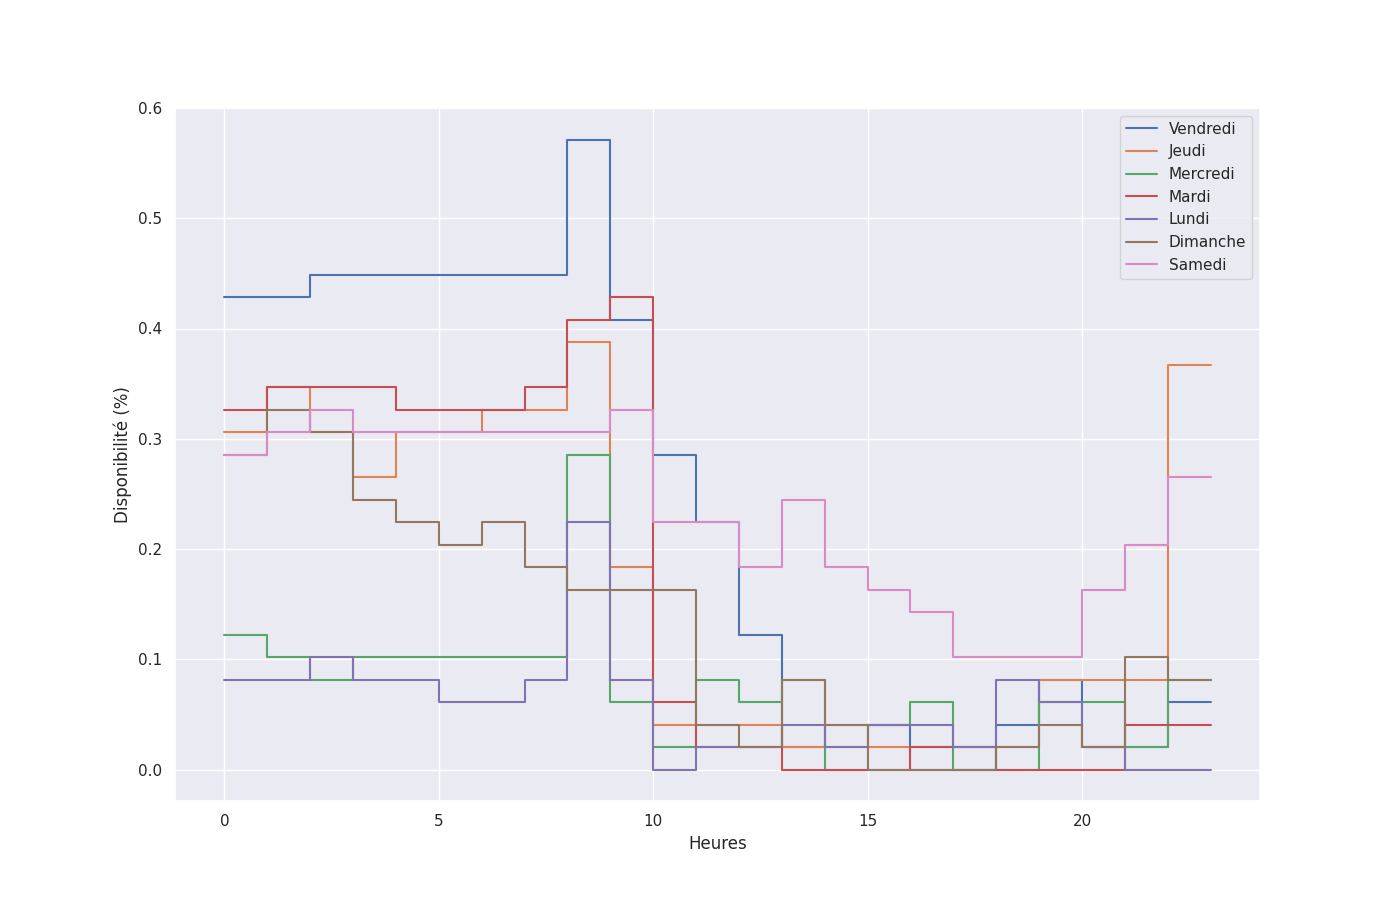 0.6
0.5
0.4
0.3
0.2
0.1
0.0
Disponibilité (%)
0 5 10 15 20
Heures
Vendredi
Jeudi
Mercredi
Mardi
Lundi
Dimanche
Samedi